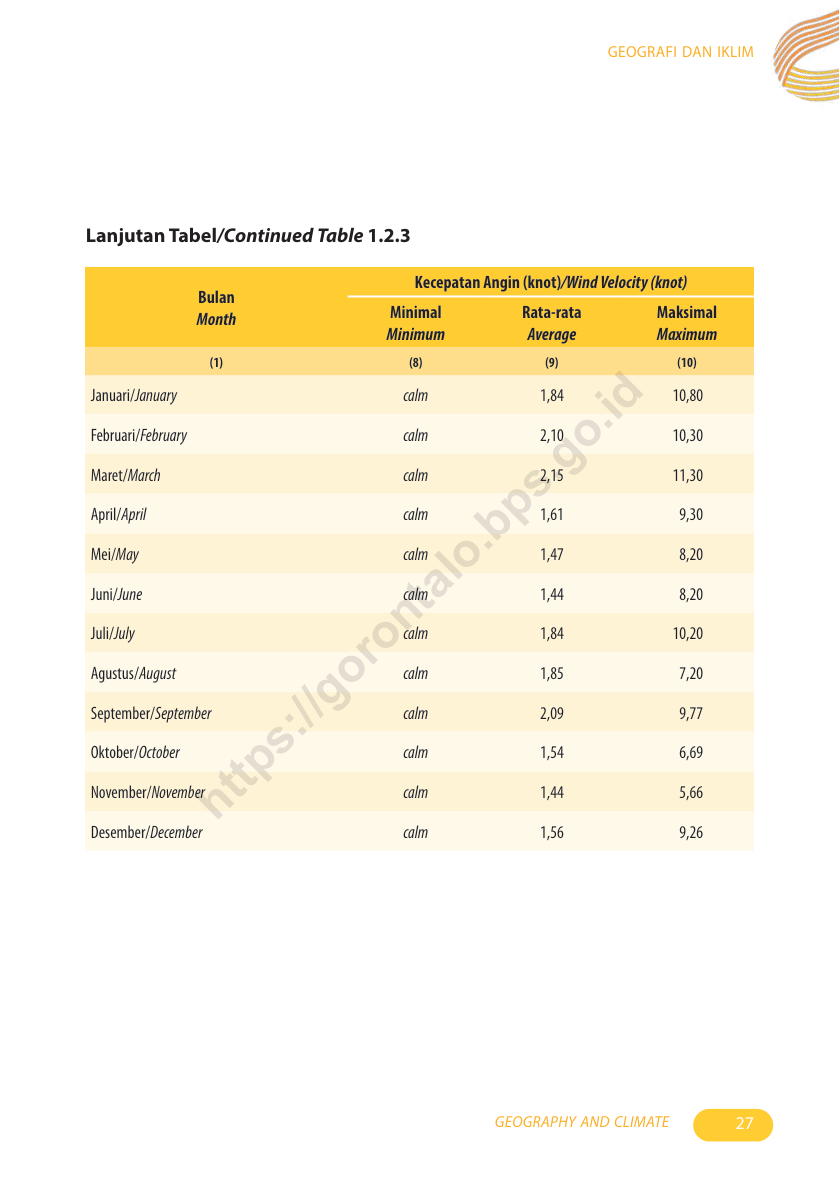 GEOGRAFI DAN IKLIM
Lanjutan Tabel/Continued Table 1.2.3
Bulan
Month
Kecepatan Angin (knot)/Wind Velocity (knot)
Minimal
Minimum
Rata-rata
Average
Maksimal
Maximum
(1) (8) (9) (10)
Januari/January calm 1,84 10,80
Februari/February calm 2,10 10,30
Maret/March calm 2,15 11,30
April/April calm 1,61 9,30
Mei/May calm 1,47 8,20
Juni/June calm 1,44 8,20
Juli/July calm 1,84 10,20
Agustus/August calm 1,85 7,20
September/September calm 2,09 9,77
Oktober/October calm 1,54 6,69
November/November calm 1,44 5,66
Desember/December calm 1,56 9,26
https://gorontalo.bps.go.id
GEOGRAPHY AND CLIMATE 27